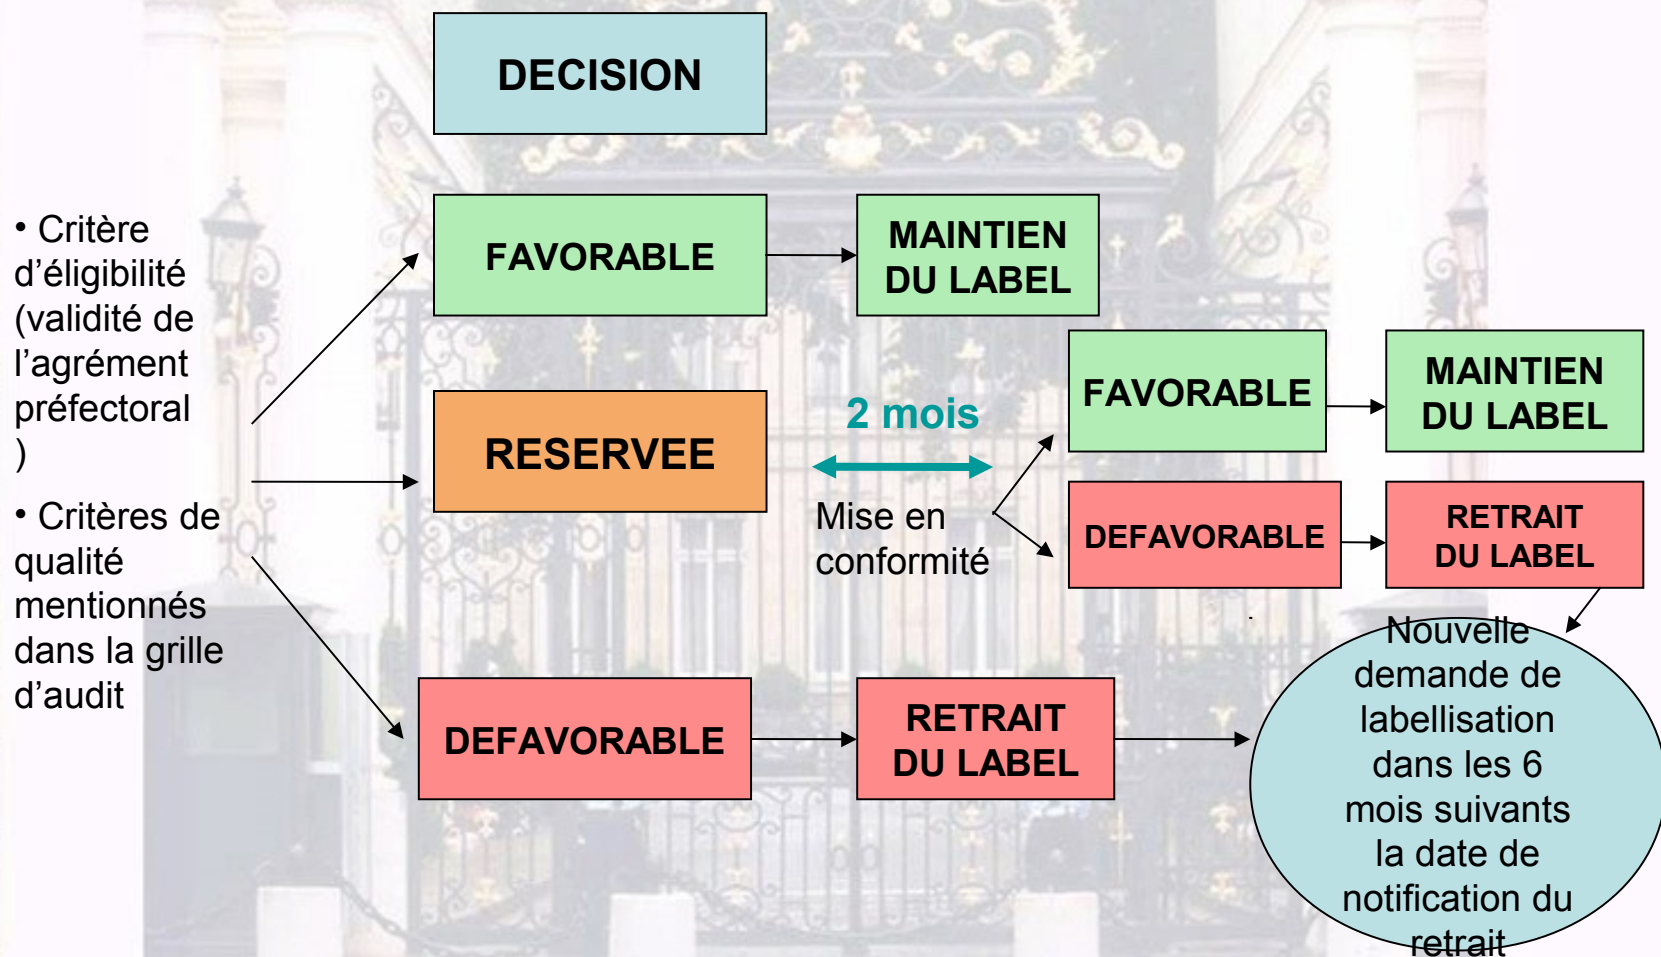 DÉCISION
• Critère
d’éligibilité
(validité de
l’agrément
préfectoral
)
• Critères de
qualité
mentionnés
dans la grille
d’audit
FAVORABLE
MAINTIEN
DU LABEL
RESERVEE
2 mois
Mise en
conformité
FAVORABLE
MAINTIEN
DU LABEL
DEFAVORABLE
RETRAIT
DU LABEL
DEFAVORABLE
RETRAIT
DU LABEL
Nouvelle
demande de
labellisation
dans les 6
mois suivants
la date de
notification du
retrait